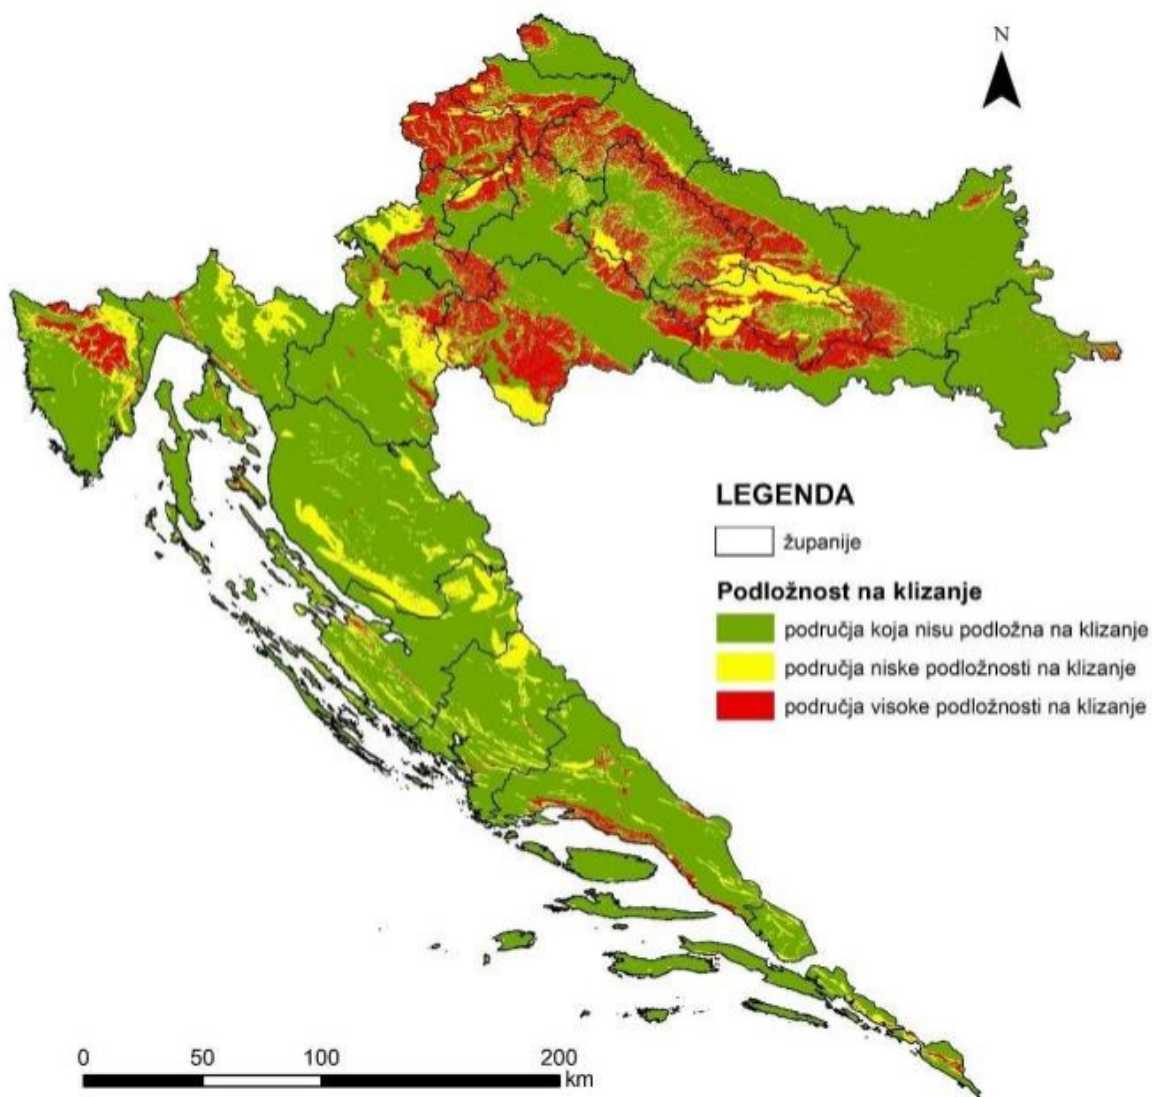 N
LEGENDA
županije
Podložnost na klizanje
područja koja nisu podložna na klizanje
područja niske podložnosti na klizanje
područja visoke podložnosti na klizanje
0 50 100 200
km